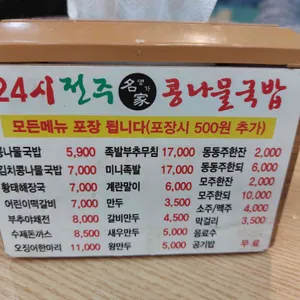 24시 전주 명가 名家 콩나물국밥
모든메뉴 포장 됩니다(포장시 500원 추가)
콩나물국밥 5,900 족발부추무침 17,000 동동주한잔 2,000
김치콩나물국밥 7,000 미니족발 17,000 동동주한되 6,000
황태해장국 7,000 계란말이 6,000 모주한잔 2,000
어린이떡갈비 7,000 만두 3,500 모주한되 10,000
부추야채전 8,000 갈비만두 4,500 소주/맥주 4,000
수제돈까스 8,500 새우만두 5,000 막걸리 3,500
오징어한마리 11,000 왕만두 5,000 음료수
공기밥 무료